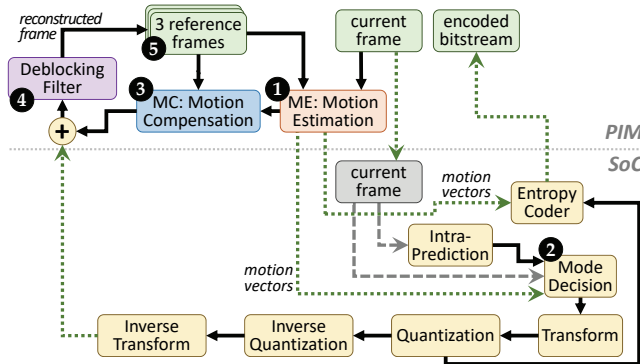 reconstructed
frame
3 reference
frames
5
current
frame
encoded
bitstream
Deblocking
Filter
4
3
MC: Motion
Compensation
1
ME: Motion
Estimation
+
PIM
SoC
current
frame
motion
vectors
Entropy
Coder
Intra-
Prediction
2
Mode
Decision
motion
vectors
Inverse
Transform
Inverse
Quantization
Quantization
Transform